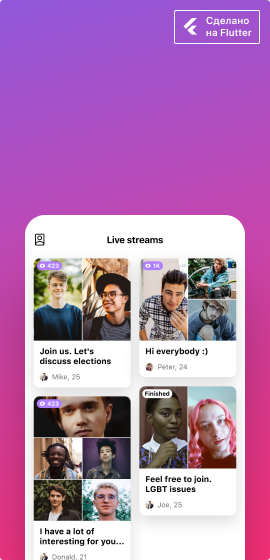 Сделано
на Flutter
Live streams
423
1K
Join us. Let's
discuss elections
Mike, 25
Hi everybody :)
Peter, 24
423
Finished
I have a lot of
interesting for you...
Donald, 21
Feel free to join.
LGBT issues
Joe, 25